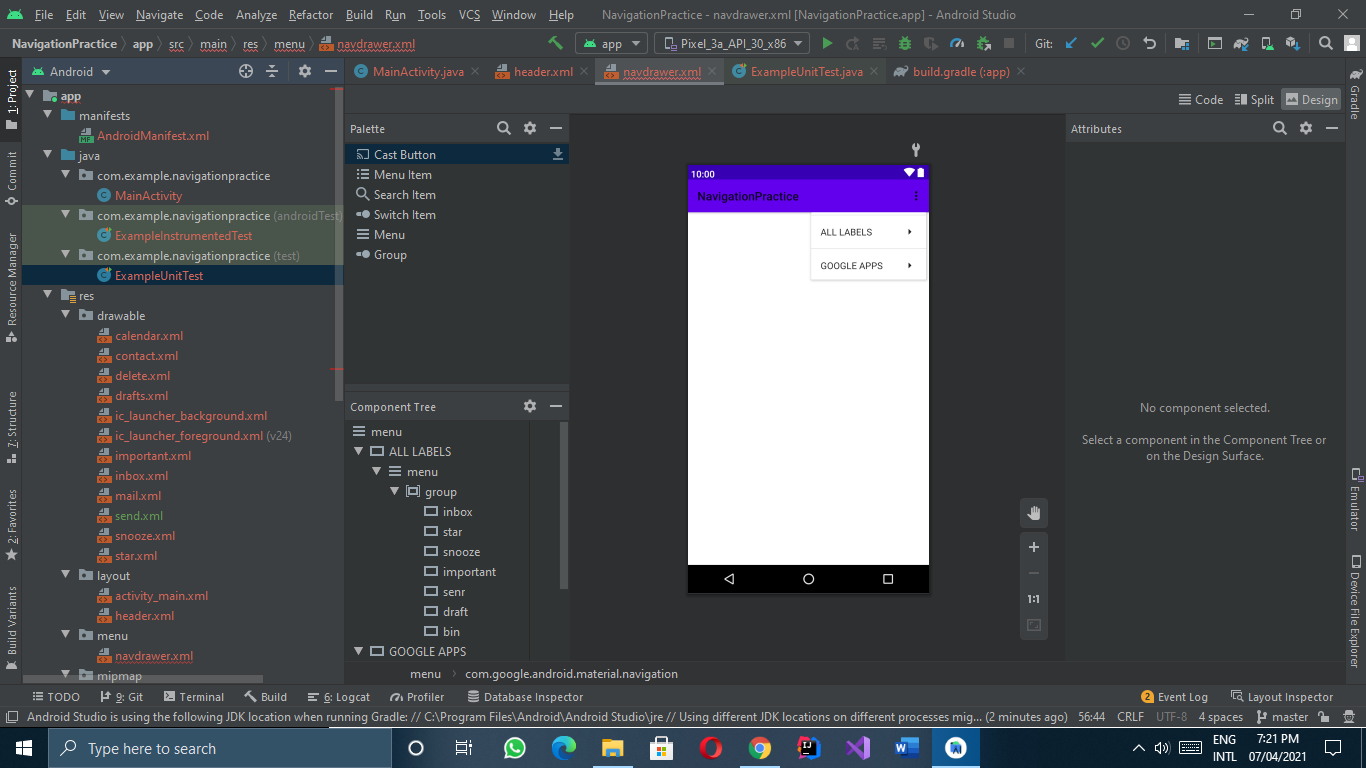 File Edit View Navigate Code Analyze Refactor Build Run Tools VCS Window Help NavigationPractice - navdrawer.xml [NavigationPractice.app] - Android Studio
NavigationPractice app src main res menu navdrawer.xml app Pixel_3a_API_30_x86 Git:
Android
MainActivity.java header.xml navdrawer.xml ExampleUnitTest.java build.gradle (:app)
Code Split Design
1: Project
Commit
Resource Manager
7: Structure
2: Favorites
Build Variants
app
manifests
AndroidManifest.xml
java
com.example.navigationpractice
MainActivity
com.example.navigationpractice (androidTest)
ExampleInstrumentedTest
com.example.navigationpractice (test)
ExampleUnitTest
res
drawable
calendar.xml
contact.xml
delete.xml
drafts.xml
ic_launcher_background.xml
ic_launcher_foreground.xml (v24)
important.xml
inbox.xml
mail.xml
send.xml
snooze.xml
star.xml
layout
activity_main.xml
header.xml
menu
navdrawer.xml
mipmap
Palette
Cast Button
Menu Item
Search Item
Switch Item
Menu
Group
Component Tree
menu
ALL LABELS
menu
group
inbox
star
snooze
important
senr
draft
bin
GOOGLE APPS
10:00
NavigationPractice
ALL LABELS
GOOGLE APPS
1:1
Attributes
No component selected.
Select a component in the Component Tree or
on the Design Surface.
Gradle
Emulator
Device File Explorer
menu com.google.android.material.navigation
TODO 9: Git Terminal Build 6: Logcat Profiler Database Inspector 2 Event Log Layout Inspector
Android Studio is using the following JDK location when running Gradle: // C:\Program Files\Android\Android Studio\jre // Using different JDK locations on different processes mig... (2 minutes ago) 56:44 CRLF UTF-8 4 spaces master
Type here to search
ENG
INTL
7:21 PM
07/04/2021